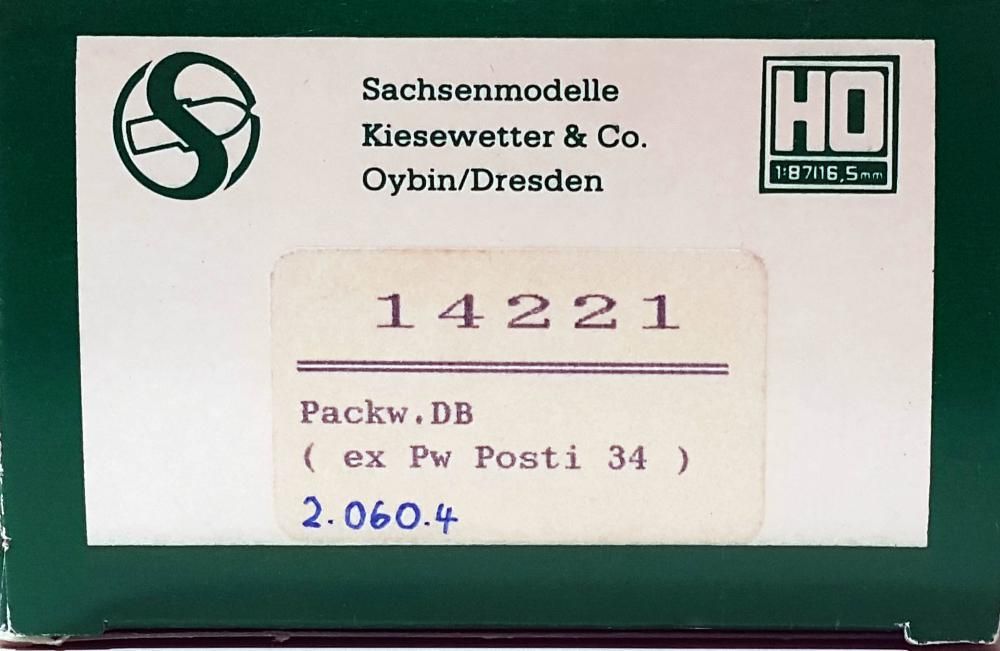 Sachsenmodelle
Kiesewetter & Co.
Oybin/Dresden
HO
1:87/16,5mm
14221
Packw.DB
( ex Pw Posti 34 )
2.060.4